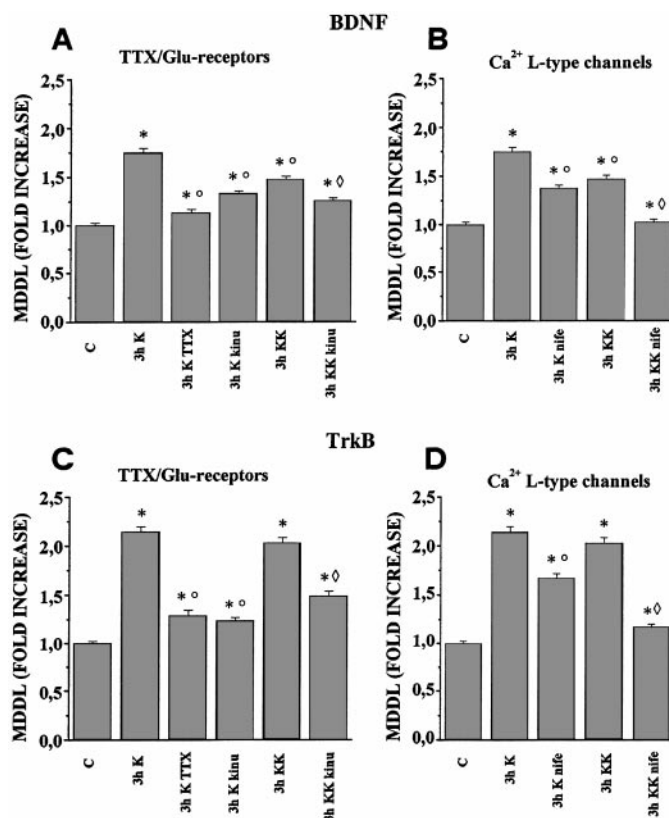 BDNF
A
TTX/Glu-receptors
MDDL (FOLD INCREASE)
2,5
2,0
1,5
1,0
0,5
0,0
*
* °
* °
* °
* ◊
C
3h K
3h K TTX
3h K kinu
3h KK
3h KK kinu
B
Ca²⁺ L-type channels
MDDL (FOLD INCREASE)
2,5
2,0
1,5
1,0
0,5
0,0
*
* °
* °
* ◊
C
3h K
3h K nife
3h KK
3h KK nife
TrkB
C
TTX/Glu-receptors
MDDL (FOLD INCREASE)
2,5
2,0
1,5
1,0
0,5
0,0
*
* °
* °
*
* ◊
C
3h K
3h K TTX
3h K kinu
3h KK
3h KK kinu
D
Ca²⁺ L-type channels
MDDL (FOLD INCREASE)
2,5
2,0
1,5
1,0
0,5
0,0
*
* °
*
* ◊
C
3h K
3h K nife
3h KK
3h KK nife